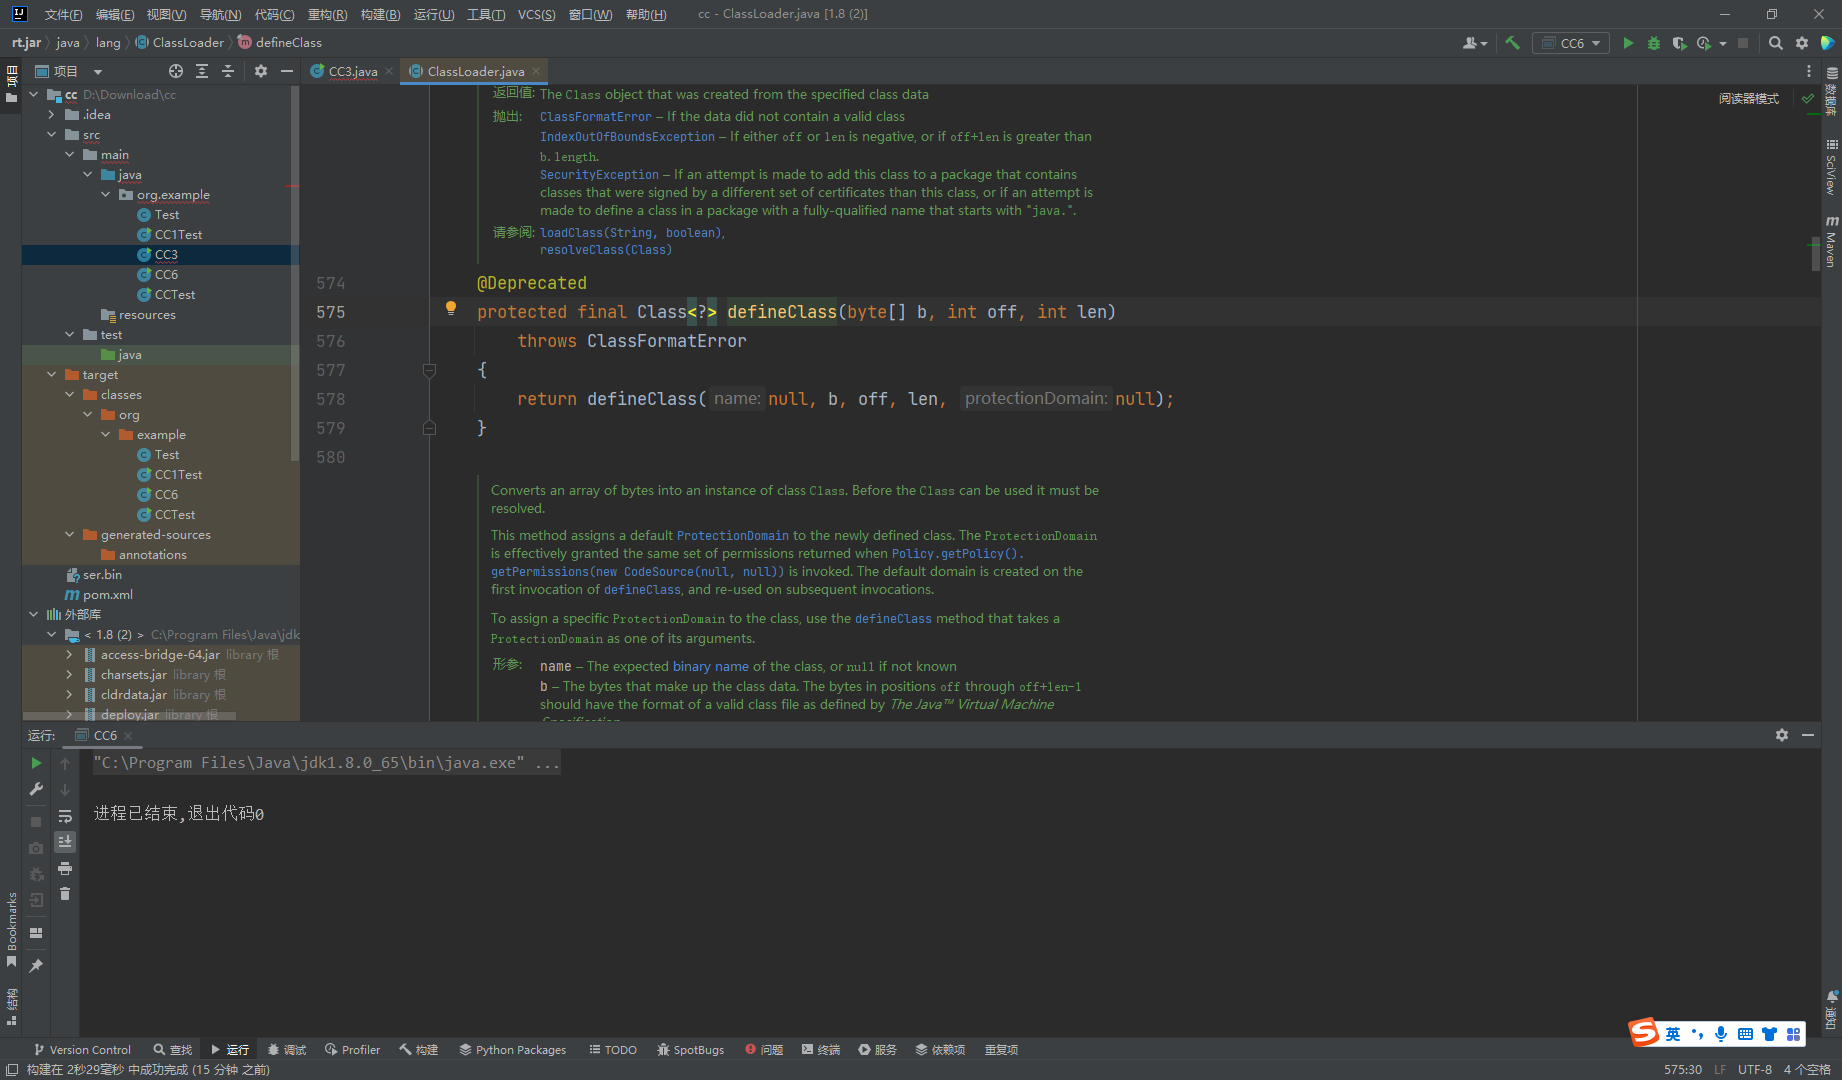 文件(F) 编辑(E) 视图(V) 导航(N) 代码(C) 重构(R) 构建(B) 运行(U) 工具(T) VCS(S) 窗口(W) 帮助(H) cc - ClassLoader.java [1.8 (2)]
rt.jar java lang ClassLoader defineClass CC6
项目 CC3.java ClassLoader.java
项目
阅读器模式
数据库
SciView
Maven
cc D:\Download\cc
.idea
src
main
java
org.example
Test
CC1Test
CC3
CC6
CCTest
resources
test
java
target
classes
org
example
Test
CC1Test
CC6
CCTest
generated-sources
annotations
ser.bin
pom.xml
外部库
< 1.8 (2) > C:\Program Files\Java\jdk
access-bridge-64.jar library 根
charsets.jar library 根
cldrdata.jar library 根
deploy.jar library 根
返回值: The Class object that was created from the specified class data
抛出: ClassFormatError – If the data did not contain a valid class
IndexOutOfBoundsException – If either off or len is negative, or if off+len is greater than
b.length.
SecurityException – If an attempt is made to add this class to a package that contains
classes that were signed by a different set of certificates than this class, or if an attempt is
made to define a class in a package with a fully-qualified name that starts with "java.".
请参阅: loadClass(String, boolean),
resolveClass(Class)
574 @Deprecated
575 protected final Class<?> defineClass(byte[] b, int off, int len)
576 throws ClassFormatError
577 {
578 return defineClass( name: null, b, off, len, protectionDomain: null);
579 }
580
Converts an array of bytes into an instance of class Class. Before the Class can be used it must be
resolved.
This method assigns a default ProtectionDomain to the newly defined class. The ProtectionDomain
is effectively granted the same set of permissions returned when Policy.getPolicy().
getPermissions(new CodeSource(null, null)) is invoked. The default domain is created on the
first invocation of defineClass, and re-used on subsequent invocations.
To assign a specific ProtectionDomain to the class, use the defineClass method that takes a
ProtectionDomain as one of its arguments.
形参: name – The expected binary name of the class, or null if not known
b – The bytes that make up the class data. The bytes in positions off through off+len-1
should have the format of a valid class file as defined by The Java™ Virtual Machine
Specification
运行: CC6
"C:\Program Files\Java\jdk1.8.0_65\bin\java.exe" ...
进程已结束,退出代码0
Bookmarks
结构
通知
英
Version Control 查找 运行 调试 Profiler 构建 Python Packages TODO SpotBugs 问题 终端 服务 依赖项 重复项
构建在 2秒29毫秒 中成功完成 (15 分钟 之前) 575:30 LF UTF-8 4 个空格